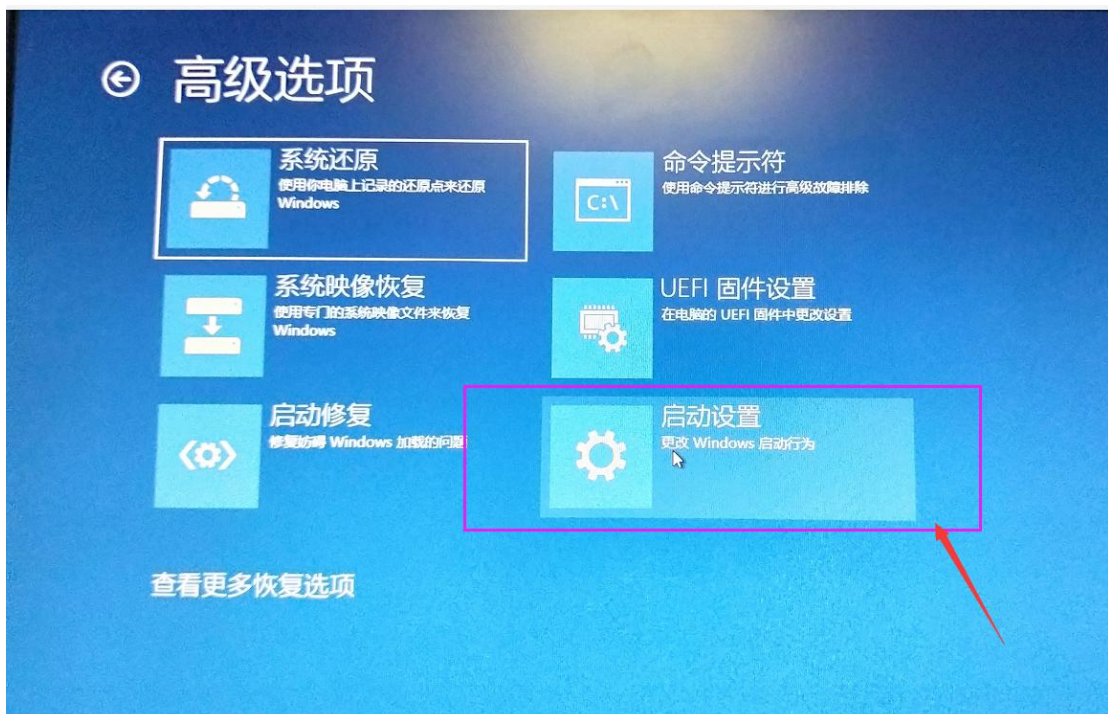 高级选项
系统还原
使用你电脑上记录的还原点来还原
Windows
命令提示符
使用命令提示符进行高级故障排除
C:\
系统映像恢复
使用专门的系统映像文件来恢复
Windows
UEFI 固件设置
在电脑的 UEFI 固件中更改设置
启动修复
修复妨碍 Windows 加载的问题
启动设置
更改 Windows 启动行为
查看更多恢复选项